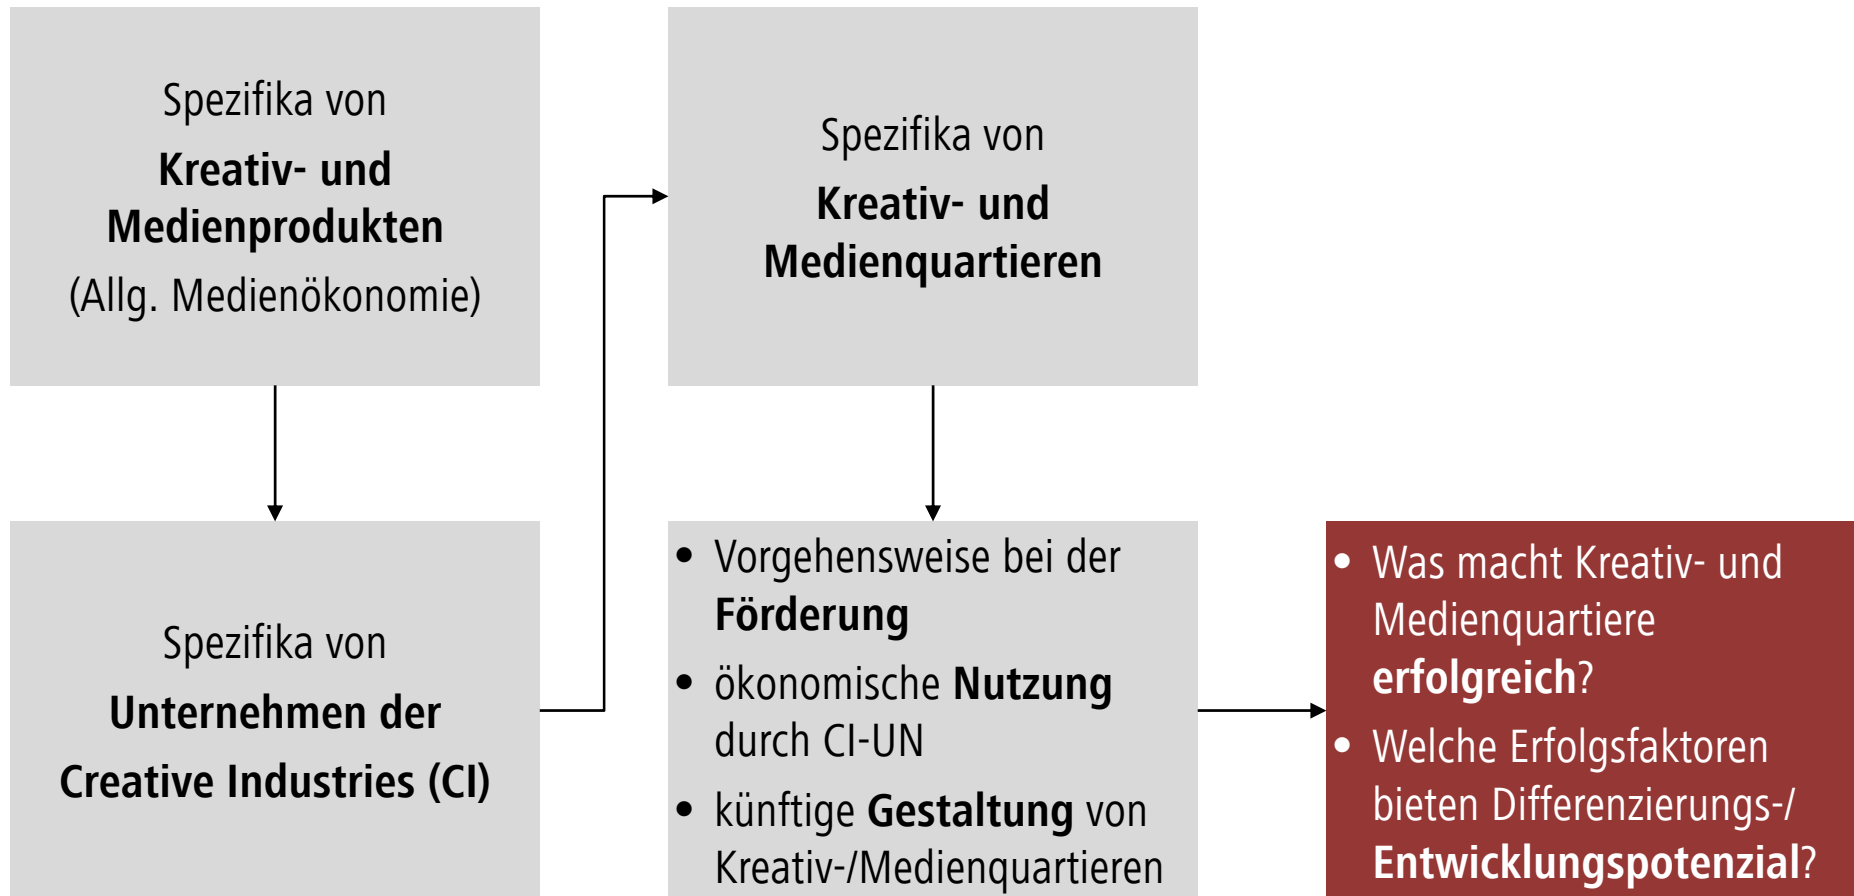 Spezifika von
Kreativ- und
Medienprodukten
(Allg. Medienökonomie)
Spezifika von
Unternehmen der
Creative Industries (CI)
Spezifika von
Kreativ- und
Medienquartieren
• Vorgehensweise bei der
Förderung
• ökonomische Nutzung
durch CI-UN
• künftige Gestaltung von
Kreativ-/Medienquartieren
• Was macht Kreativ- und
Medienquartiere
erfolgreich?
• Welche Erfolgsfaktoren
bieten Differenzierungs-/
Entwicklungspotenzial?